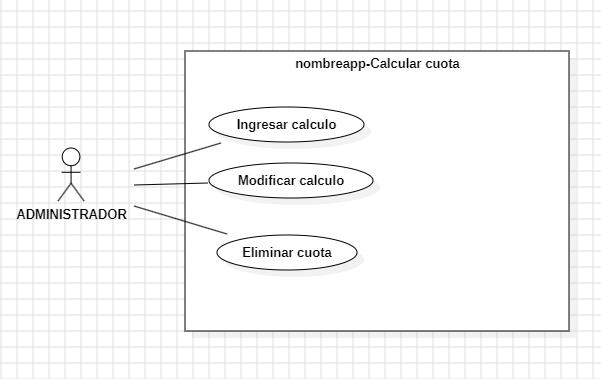 nombreapp-Calcular cuota
Ingresar calculo
Modificar calculo
ADMINISTRADOR
Eliminar cuota